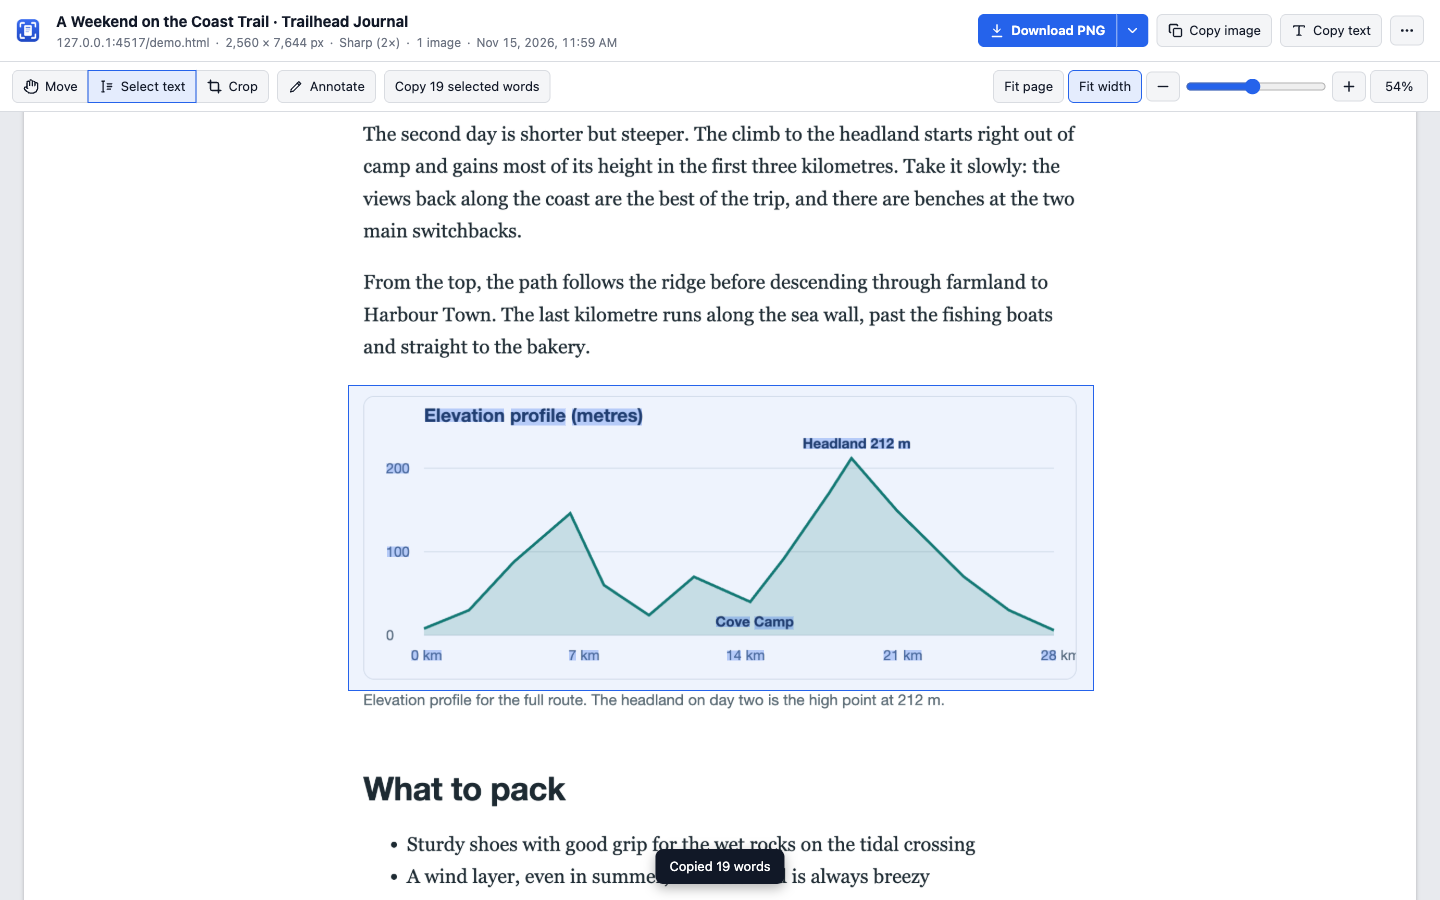 A Weekend on the Coast Trail · Trailhead Journal
127.0.0.1:4517/demo.html · 2,560 × 7,644 px · Sharp (2×) · 1 image · Nov 15, 2026, 11:59 AM
Download PNG
Copy image
Copy text
Move
Select text
Crop
Annotate
Copy 19 selected words
Fit page
Fit width
54%
The second day is shorter but steeper. The climb to the headland starts right out of
camp and gains most of its height in the first three kilometres. Take it slowly: the
views back along the coast are the best of the trip, and there are benches at the two
main switchbacks.
From the top, the path follows the ridge before descending through farmland to
Harbour Town. The last kilometre runs along the sea wall, past the fishing boats
and straight to the bakery.
Elevation profile (metres)
Headland 212 m
200
100
Cove Camp
0
0 km 7 km 14 km 21 km 28 km
Elevation profile for the full route. The headland on day two is the high point at 212 m.
What to pack
• Sturdy shoes with good grip for the wet rocks on the tidal crossing
• A wind layer, even in summer, is always breezy
Copied 19 words